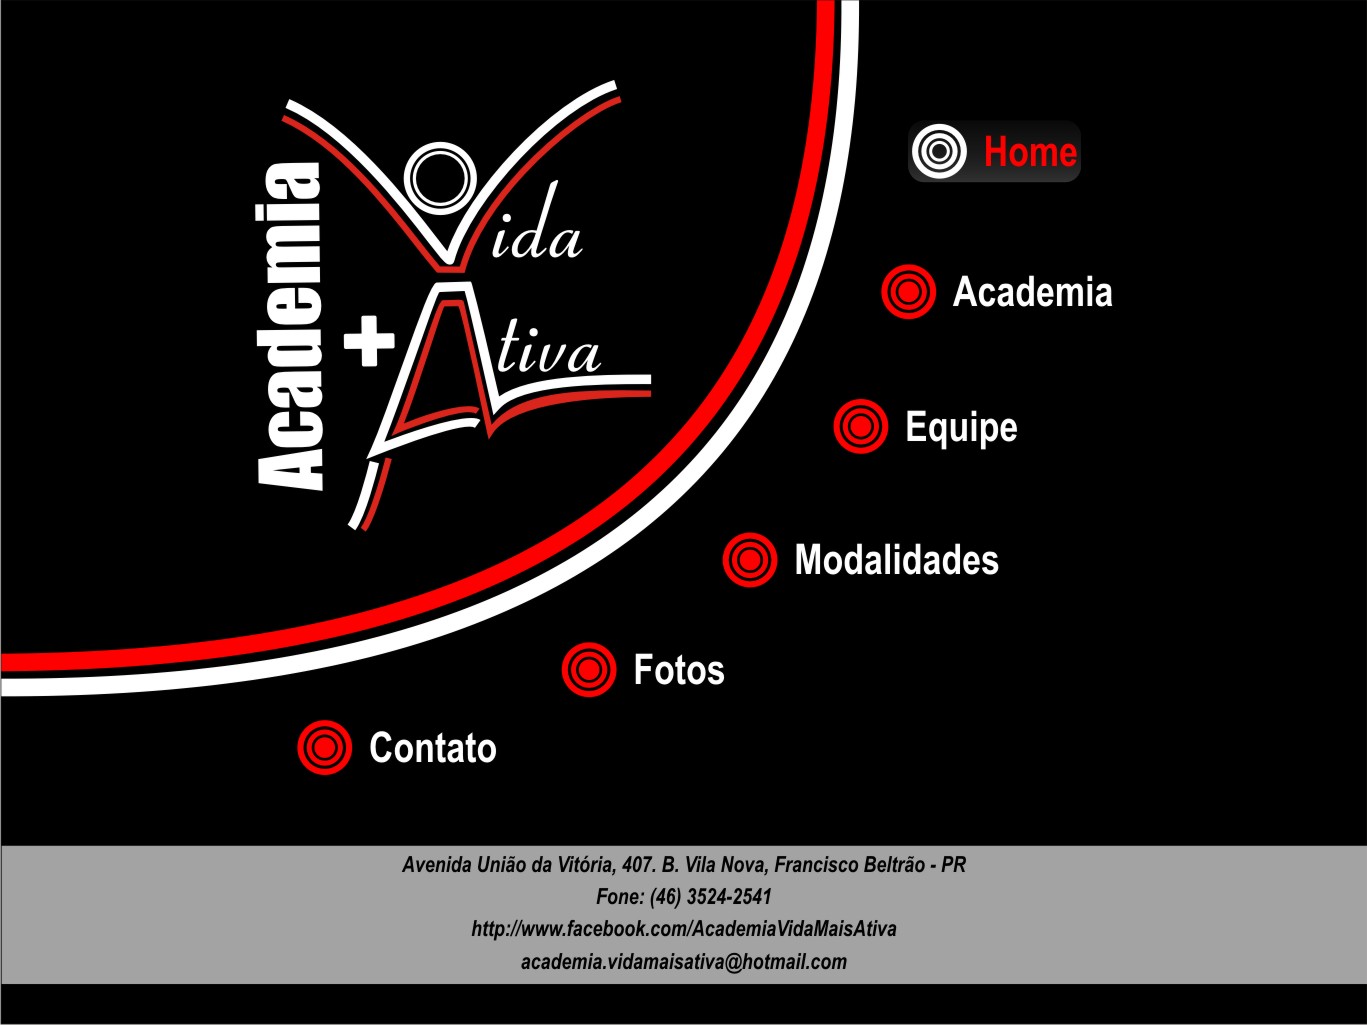 Academia
Vida
+
Ativa
Home
Academia
Equipe
Modalidades
Fotos
Contato
Avenida União da Vitória, 407. B. Vila Nova, Francisco Beltrão - PR
Fone: (46) 3524-2541
http://www.facebook.com/AcademiaVidaMaisAtiva
academia.vidamaisativa@hotmail.com